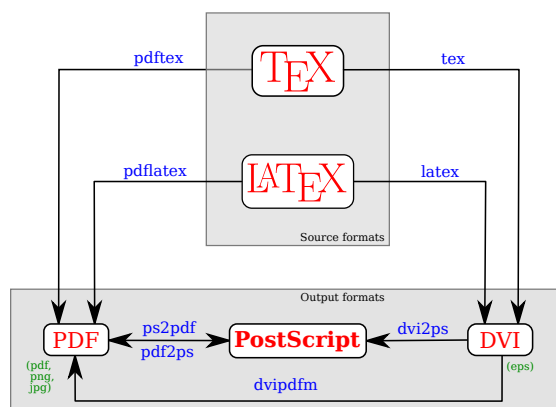 pdftex
TEX
tex
pdflatex
LATEX
latex
Source formats
Output formats
PDF
ps2pdf
pdf2ps
PostScript
dvi2ps
DVI
(pdf,
png,
jpg)
(eps)
dvipdfm